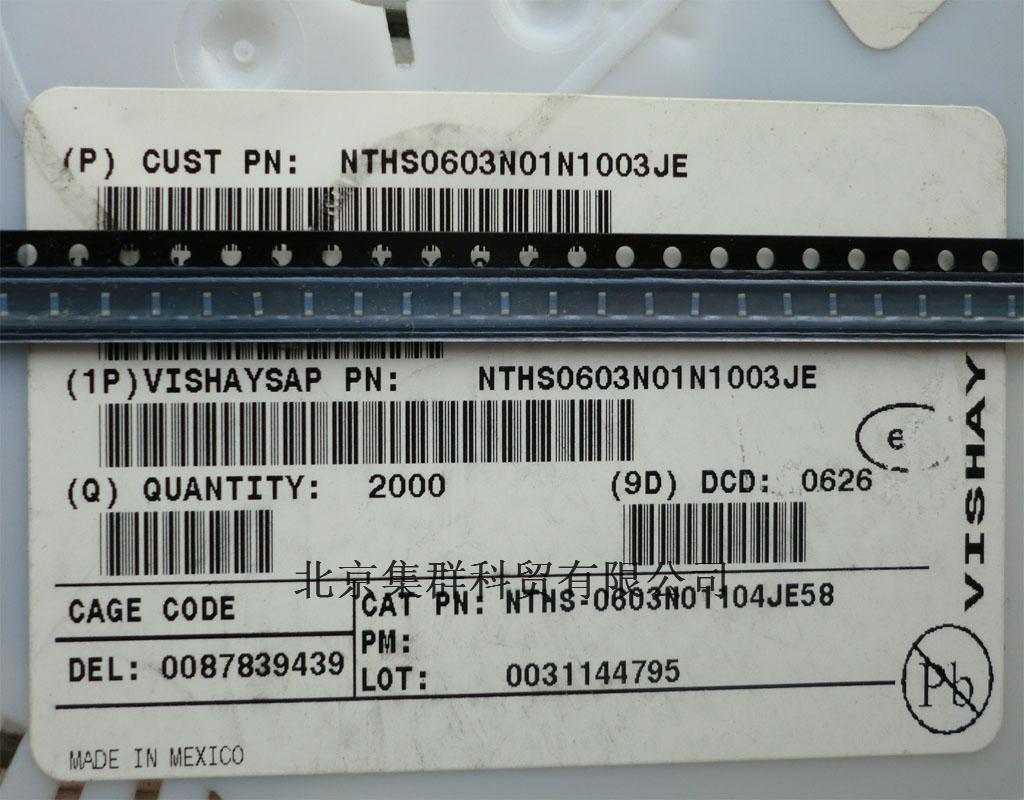 (P) CUST PN: NTHS0603N01N1003JE
(1P)VISHAYSAP PN: NTHS0603N01N1003JE
(Q) QUANTITY: 2000 (9D) DCD: 0626
VISHAY
北京集群科贸有限公司
CAGE CODE
CAT PN: NTHS-0603N01104JE58
PM:
DEL: 0087839439
LOT: 0031144795
Pb
MADE IN MEXICO